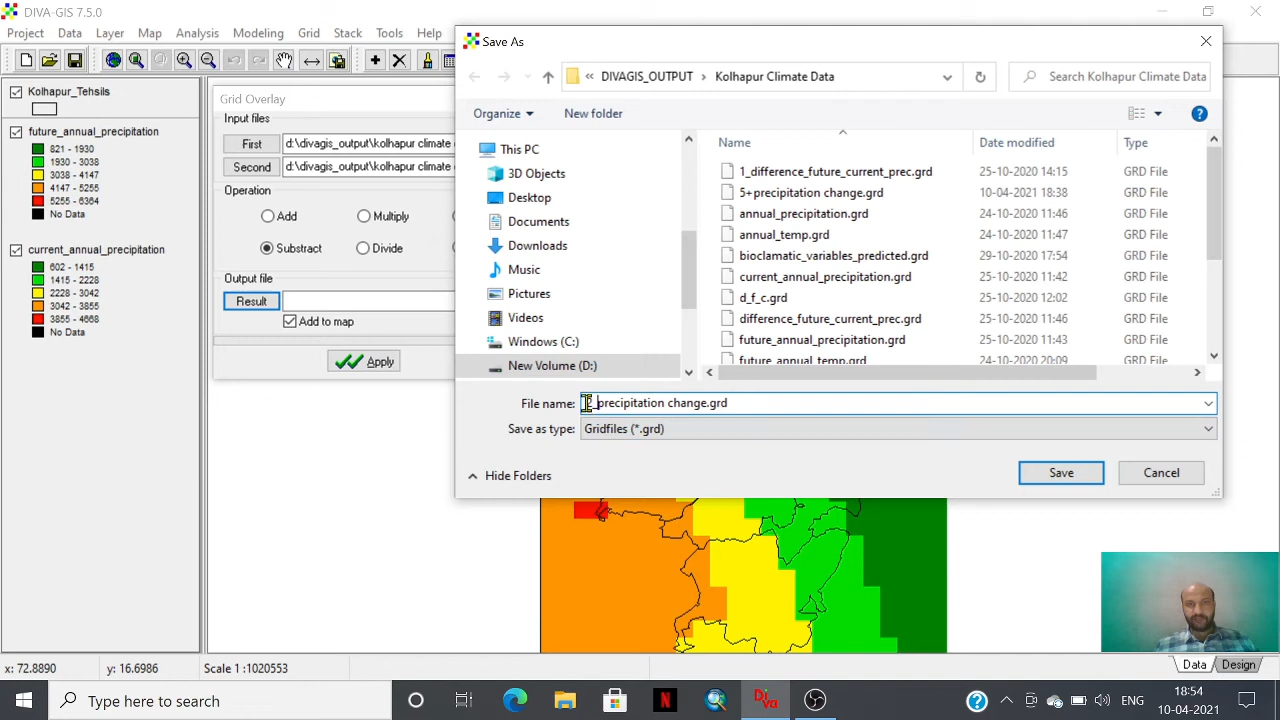 DIVA-GIS 7.5.0
Project Data Layer Map Analysis Modeling Grid Stack Tools Help
Kolhapur_Tehsils
future_annual_precipitation
821 - 1930
1930 - 3038
3038 - 4147
4147 - 5255
5255 - 6364
No Data
current_annual_precipitation
602 - 1415
1415 - 2228
2228 - 3042
3042 - 3855
3855 - 4668
No Data
Grid Overlay
Input files
First d:\divagis_output\kolhapur climate
Second d:\divagis_output\kolhapur climate
Operation
Add Multiply
Substract Divide
Output file
Result
Add to map
Apply
Save As
« DIVAGIS_OUTPUT › Kolhapur Climate Data
Search Kolhapur Climate Data
Organize New folder
This PC
3D Objects
Desktop
Documents
Downloads
Music
Pictures
Videos
Windows (C:)
New Volume (D:)
Name Date modified Type
1_difference_future_current_prec.grd 25-10-2020 14:15 GRD File
5+precipitation change.grd 10-04-2021 18:38 GRD File
annual_precipitation.grd 24-10-2020 11:46 GRD File
annual_temp.grd 24-10-2020 11:47 GRD File
bioclamatic_variables_predicted.grd 29-10-2020 17:54 GRD File
current_annual_precipitation.grd 25-10-2020 11:42 GRD File
d_f_c.grd 25-10-2020 12:02 GRD File
difference_future_current_prec.grd 25-10-2020 11:46 GRD File
future_annual_precipitation.grd 25-10-2020 11:43 GRD File
future_annual_temp.grd 24-10-2020 20:09 GRD File
File name: _precipitation change.grd
Save as type: Gridfiles (*.grd)
Hide Folders
Save Cancel
x: 72.8890 y: 16.6986 Scale 1 :1020553
Data Design
Type here to search
ENG
18:54
10-04-2021